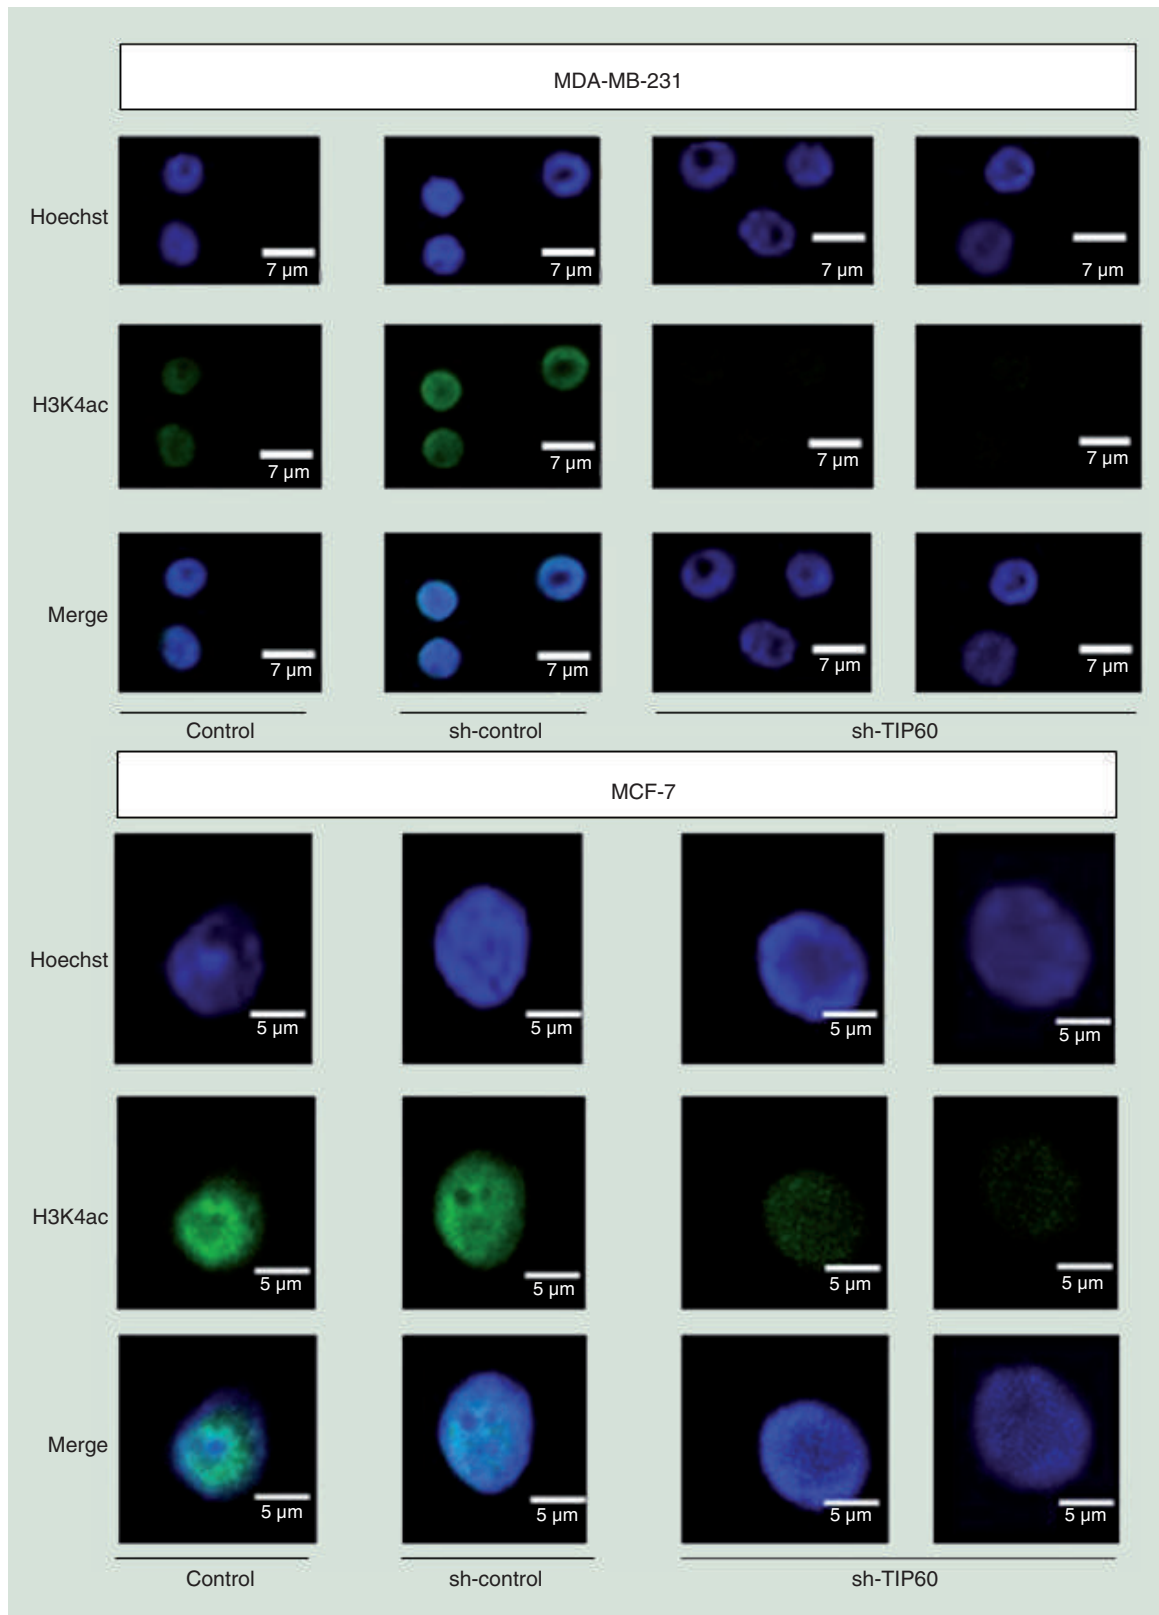 MDA-MB-231
Hoechst
7 µm 7 µm 7 µm 7 µm
H3K4ac
7 µm 7 µm 7 µm 7 µm
Merge
7 µm 7 µm 7 µm 7 µm
Control sh-control sh-TIP60
MCF-7
Hoechst
5 µm 5 µm 5 µm 5 µm
H3K4ac
5 µm 5 µm 5 µm 5 µm
Merge
5 µm 5 µm 5 µm 5 µm
Control sh-control sh-TIP60